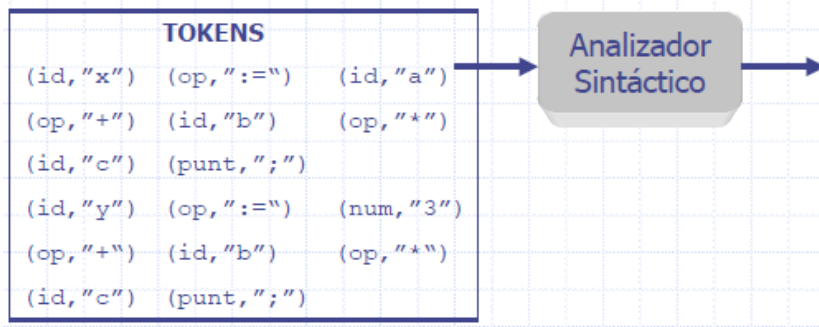 TOKENS
(id,"x") (op,":=“) (id,"a")
(op,"+") (id,"b") (op,"*")
(id,"c") (punt,";")
(id,"y") (op,":=“) (num,"3")
(op,"+“) (id,"b") (op,"*“)
(id,"c") (punt,";")
Analizador
Sintáctico